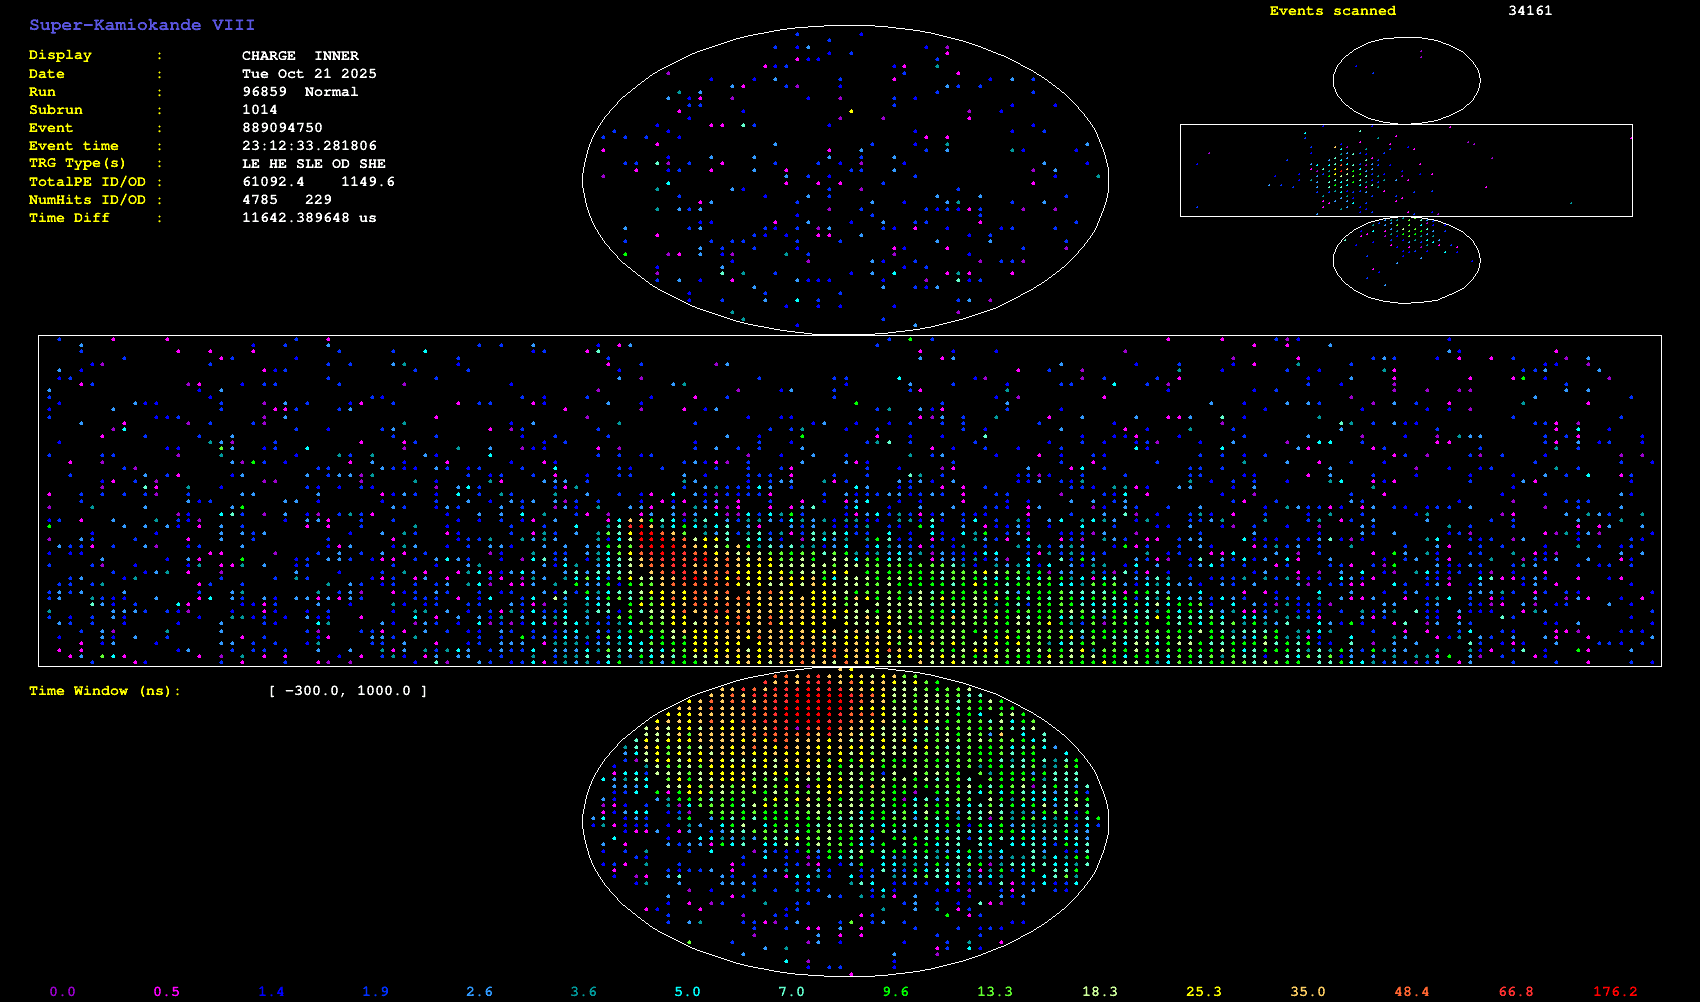 Super-Kamiokande VIII
Events scanned 34161
Display : CHARGE INNER
Date : Tue Oct 21 2025
Run : 96859 Normal
Subrun : 1014
Event : 889094750
Event time : 23:12:33.281806
TRG Type(s) : LE HE SLE OD SHE
TotalPE ID/OD : 61092.4 1149.6
NumHits ID/OD : 4785 229
Time Diff : 11642.389648 us
Time Window (ns): [ -300.0, 1000.0 ]
0.0 0.5 1.4 1.9 2.6 3.6 5.0 7.0 9.6 13.3 18.3 25.3 35.0 48.4 66.8 176.2